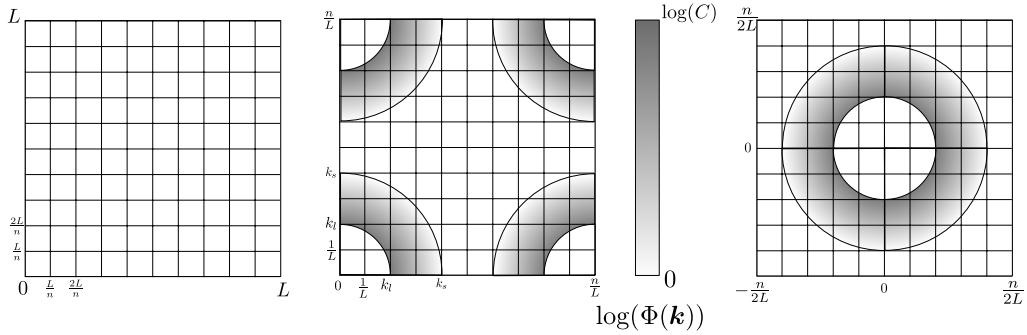 L
2L/n
L/n
0 L/n 2L/n L
n/L
k_s
k_l
1/L
0 1/L k_l k_s n/L
log(C)
0
log(Φ(k))
n/2L
0
-n/2L 0 n/2L